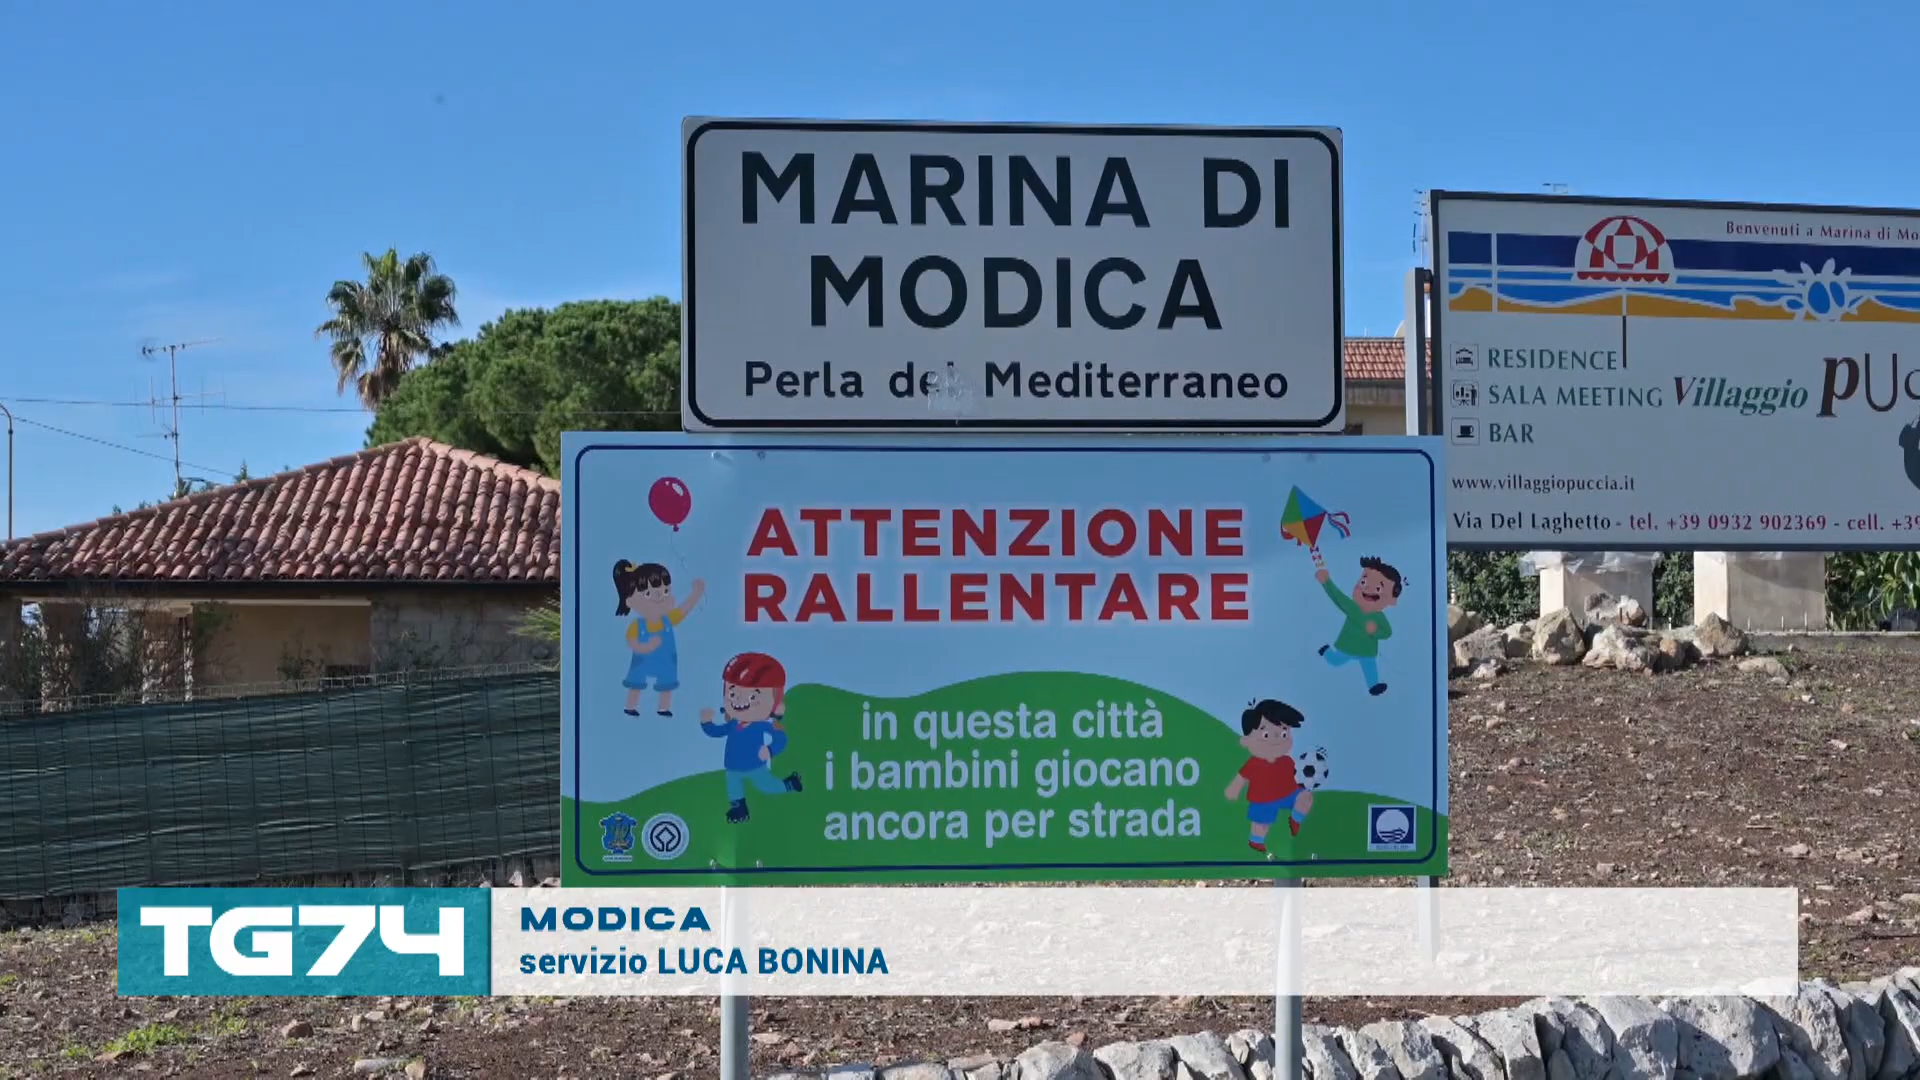 MARINA DI
MODICA
Perla del Mediterraneo
ATTENZIONE
RALLENTARE
in questa città
i bambini giocano
ancora per strada
Benvenuti a Marina di
RESIDENCE
SALA MEETING
BAR
Villaggio
www.villaggiopuccia.it
Via Del Laghetto - tel. +39 0932 902369 - cell. +39
TG74
MODICA
servizio LUCA BONINA